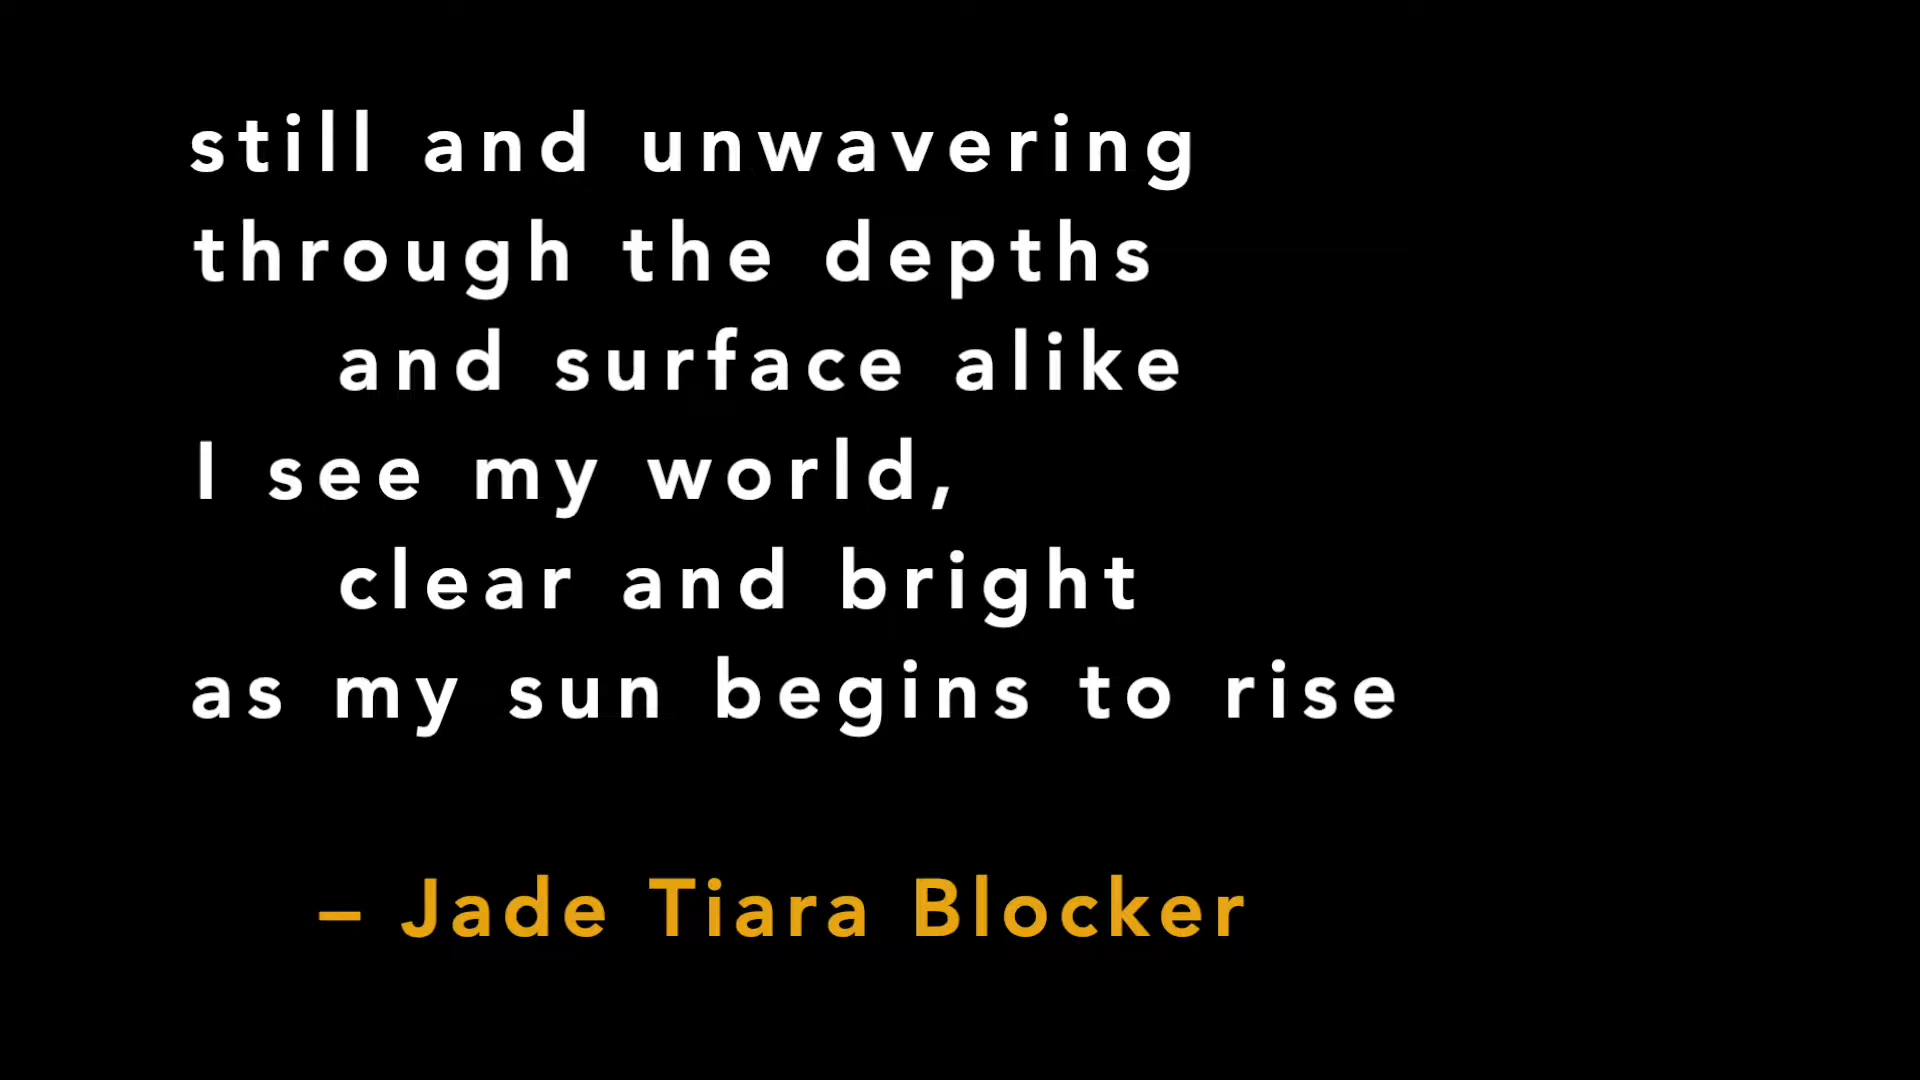 still and unwavering
through the depths
and surface alike
I see my world,
clear and bright
as my sun begins to rise
– Jade Tiara Blocker